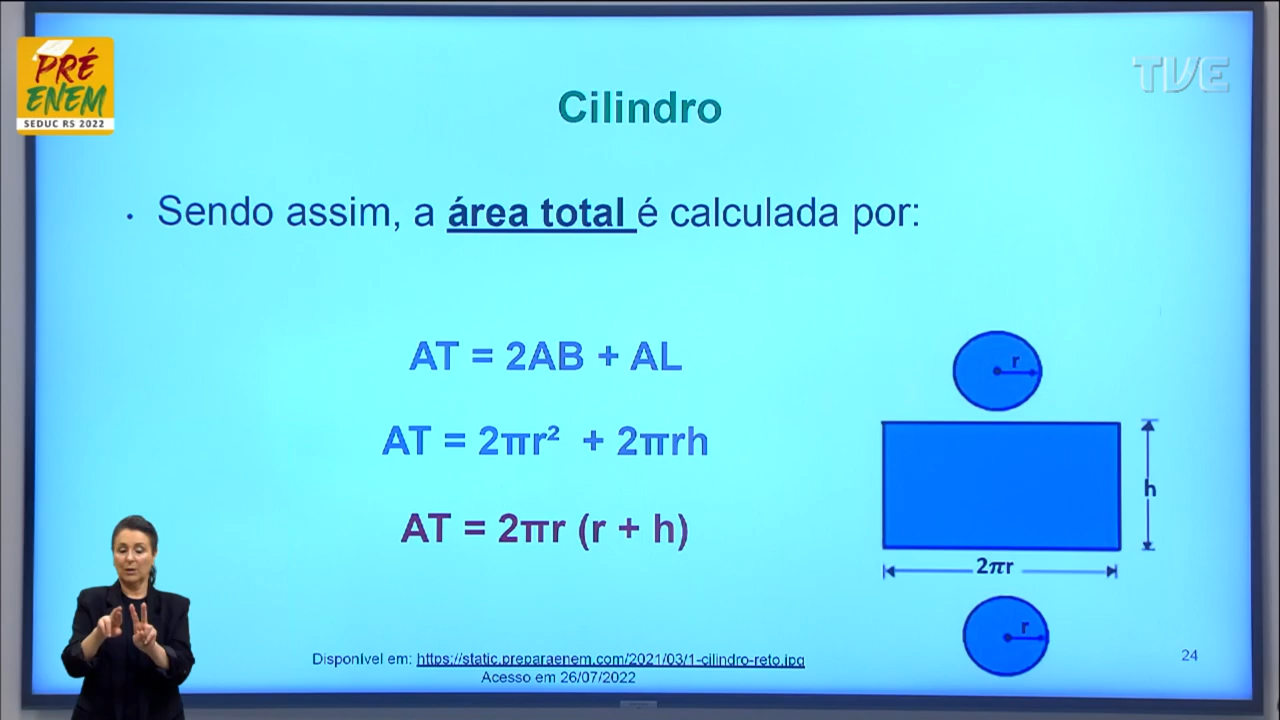 PRÉ
ENEM
SEDUC RS 2022
TVE
Cilindro
• Sendo assim, a área total é calculada por:
AT = 2AB + AL
AT = 2πr² + 2πrh
AT = 2πr (r + h)
r
h
2πr
r
Disponível em: https://static.preparaenem.com/2021/03/1-cilindro-reto.jpg
Acesso em 26/07/2022
24